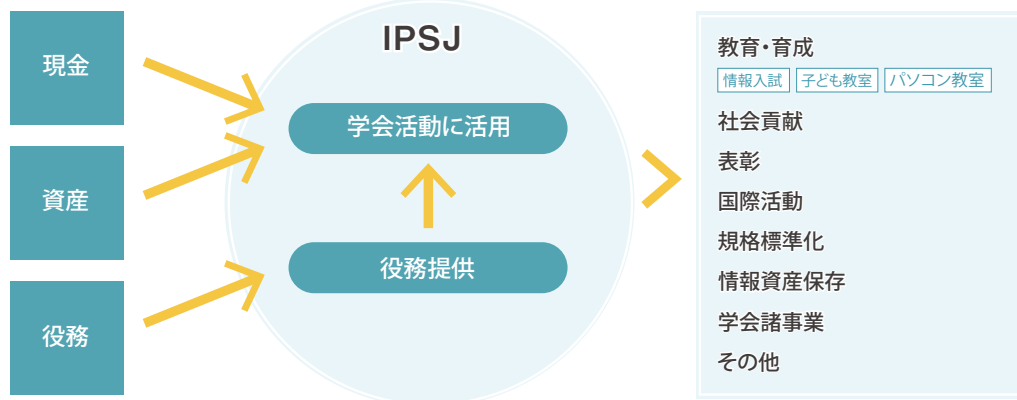 現金
資産
役務
IPSJ
学会活動に活用
役務提供
教育・育成
情報入試 子ども教室 パソコン教室
社会貢献
表彰
国際活動
規格標準化
情報資産保存
学会諸事業
その他